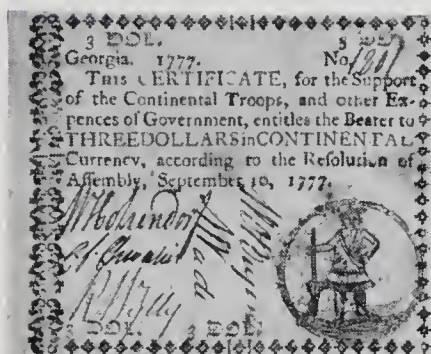 3 DOL. 3 DOL.
Georgia. 1777. No
THIS CERTIFICATE, for the Support
of the Continental Troops, and other Ex-
pences of Government, entitles the Bearer to
THREE DOLLARS in CONTINENTAL
Currency, according to the Resolution of
Assembly, September 10, 1777.
3 DOL. 3 DOL.